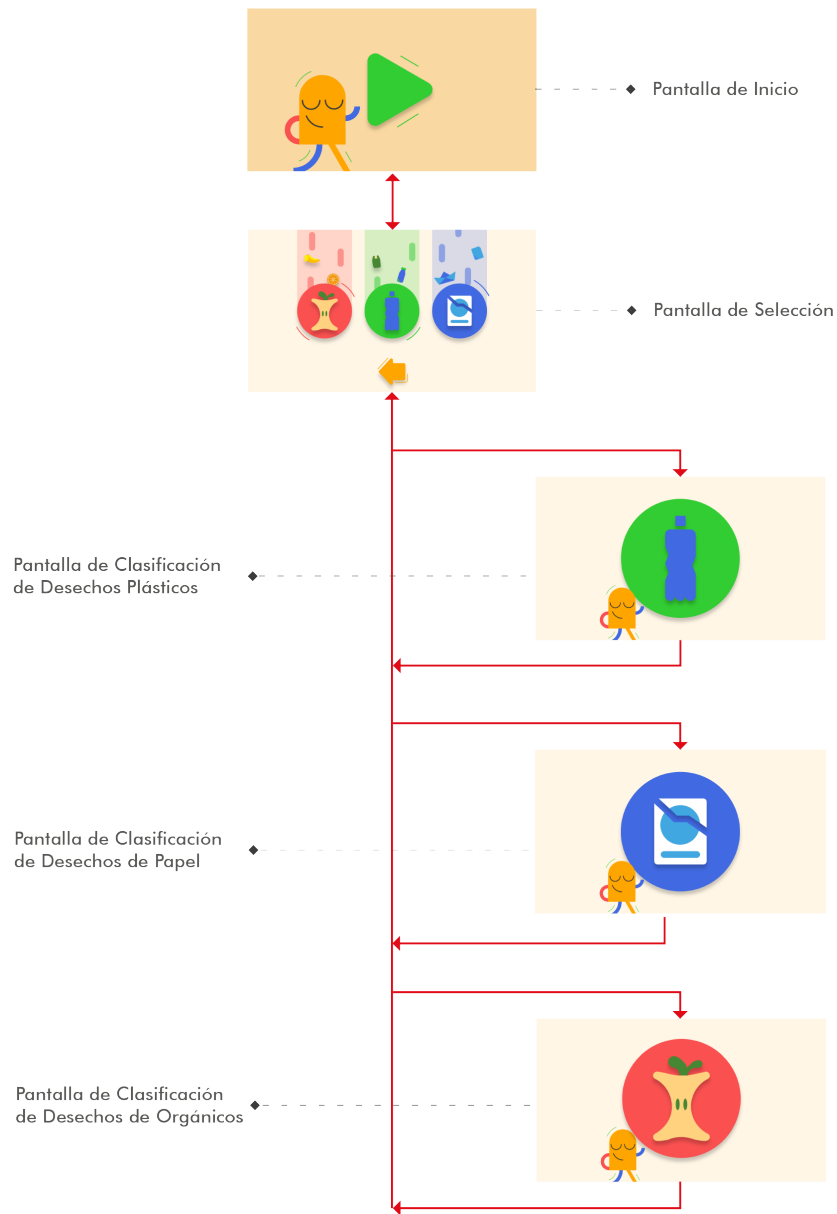 Pantalla de Inicio
Pantalla de Selección
Pantalla de Clasificación
de Desechos Plásticos
Pantalla de Clasificación
de Desechos de Papel
Pantalla de Clasificación
de Desechos de Orgánicos